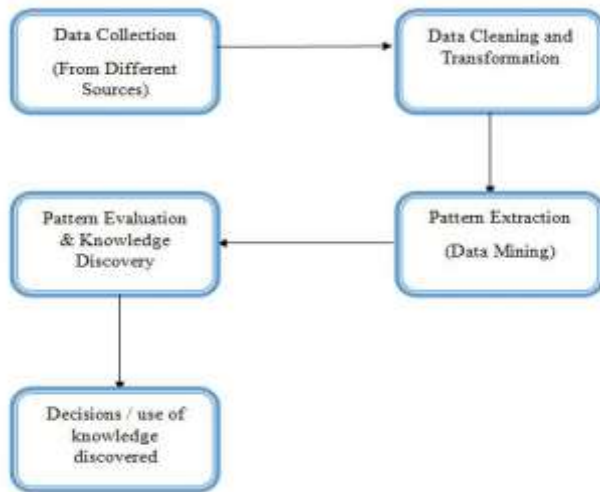 Data Collection
(From Different
Sources)
Data Cleaning and
Transformation
Pattern Extraction
(Data Mining)
Pattern Evaluation
& Knowledge
Discovery
Decisions / use of
knowledge
discovered